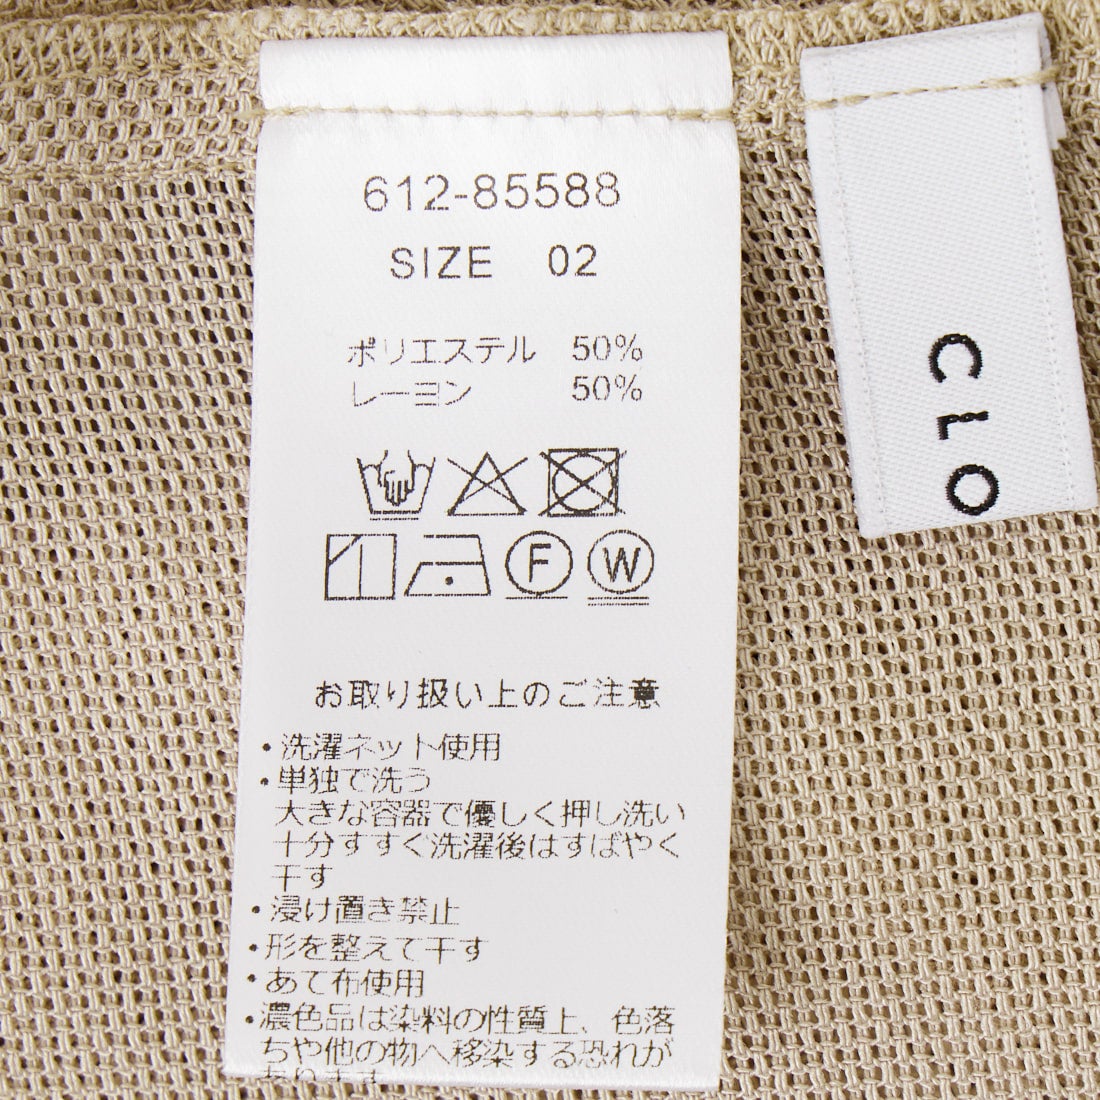 612-85588
SIZE 02
ポリエステル 50%
レーヨン 50%
F W
お取り扱い上のご注意
・洗濯ネット使用
・単独で洗う
大きな容器で優しく押し洗い
十分すすぐ洗濯後はすばやく
干す
・浸け置き禁止
・形を整えて干す
・あて布使用
・濃色品は染料の性質上、色落
ちや他の物へ移染する恐れが
あります
CLO